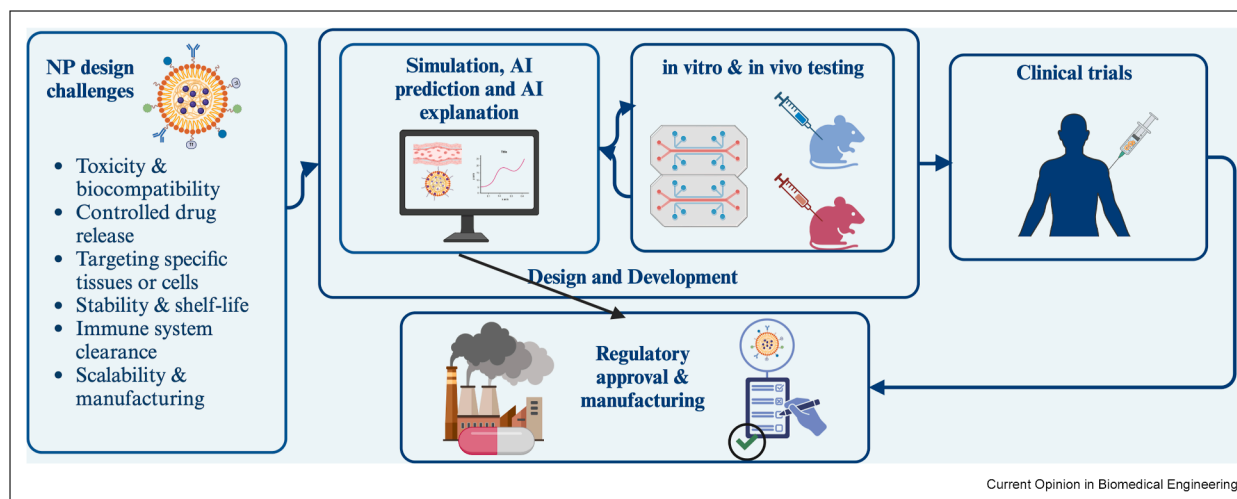 NP design
challenges
• Toxicity &
biocompatibility
• Controlled drug
release
• Targeting specific
tissues or cells
• Stability & shelf-life
• Immune system
clearance
• Scalability &
manufacturing
Simulation, AI
prediction and AI
explanation
in vitro & in vivo testing
Design and Development
Clinical trials
Regulatory
approval &
manufacturing
Current Opinion in Biomedical Engineering